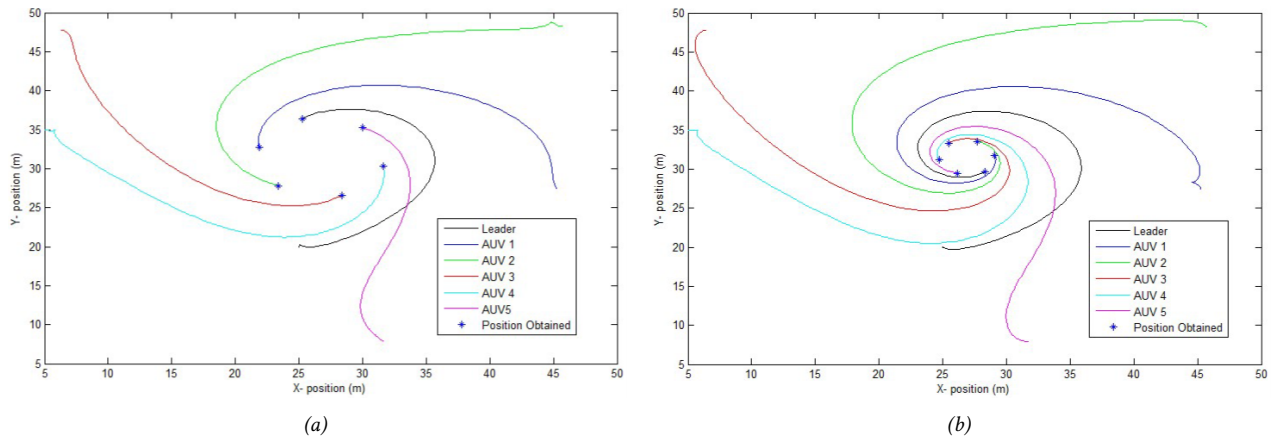 50
45
40
35
30
25
20
15
10
5
Y- position (m)
5 10 15 20 25 30 35 40 45 50
X- position (m)
Leader
AUV 1
AUV 2
AUV 3
AUV 4
AUV5
Position Obtained
(a)
50
45
40
35
30
25
20
15
10
5
Y- position (m)
5 10 15 20 25 30 35 40 45 50
X- position (m)
Leader
AUV 1
AUV 2
AUV 3
AUV 4
AUV 5
Position Obtained
(b)